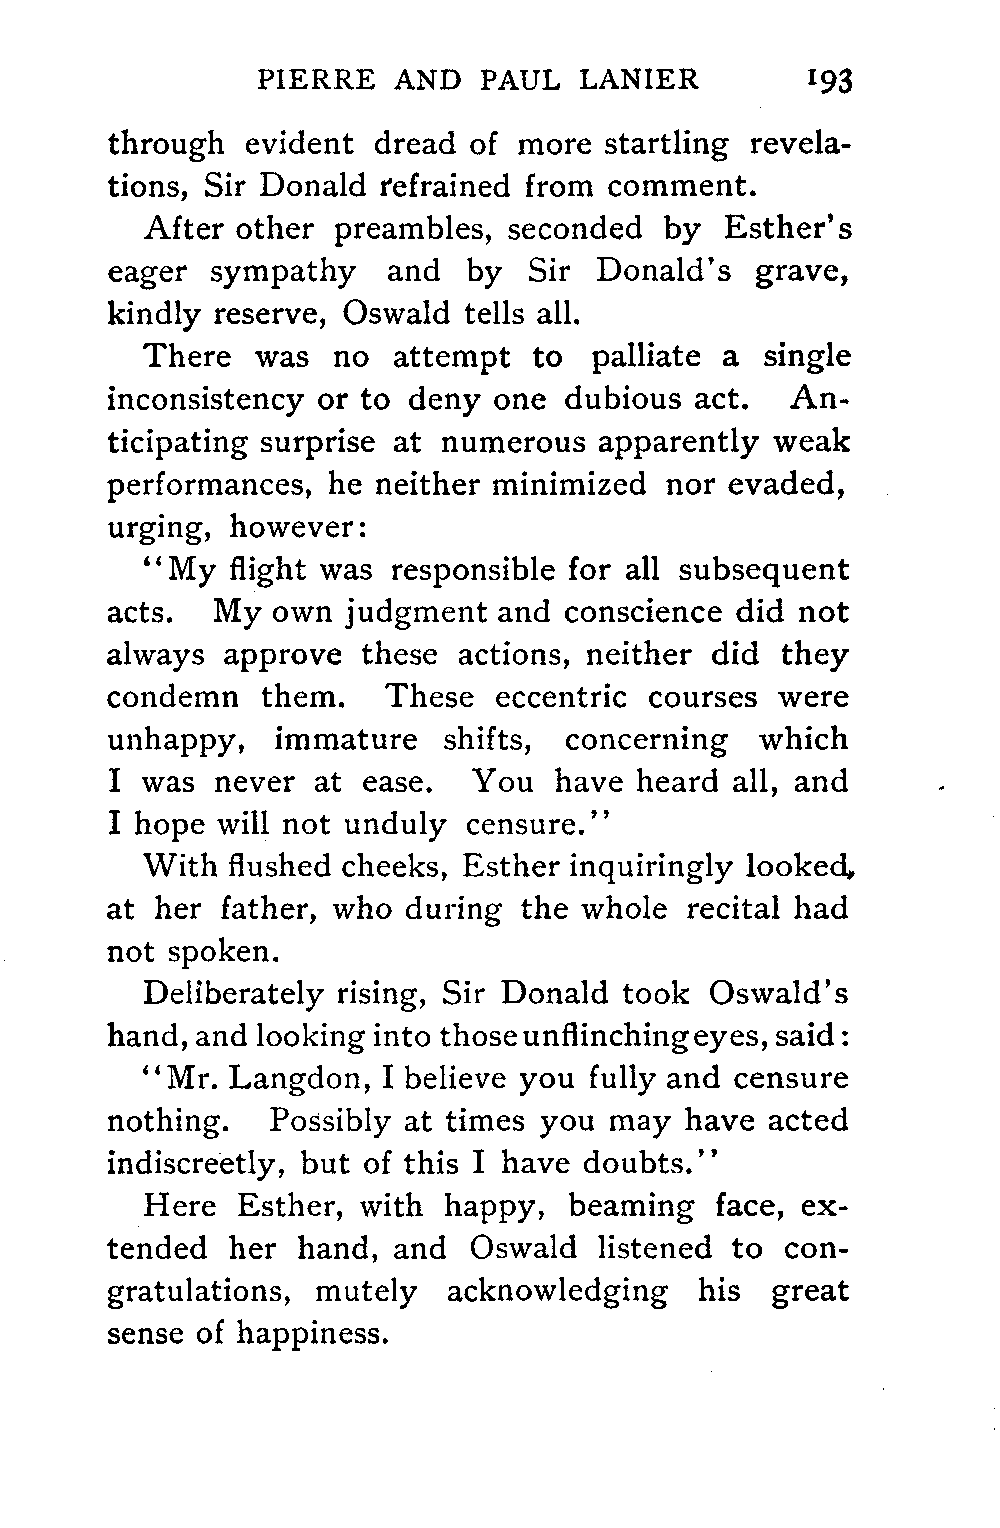 PIERRE AND PAUL LANIER 193
through evident dread of more startling revela-
tions, Sir Donald refrained from comment.
After other preambles, seconded by Esther's
eager sympathy and by Sir Donald's grave,
kindly reserve, Oswald tells all.
There was no attempt to palliate a single
inconsistency or to deny one dubious act. An-
ticipating surprise at numerous apparently weak
performances, he neither minimized nor evaded,
urging, however:
"My flight was responsible for all subsequent
acts. My own judgment and conscience did not
always approve these actions, neither did they
condemn them. These eccentric courses were
unhappy, immature shifts, concerning which
I was never at ease. You have heard all, and
I hope will not unduly censure."
With flushed cheeks, Esther inquiringly looked,
at her father, who during the whole recital had
not spoken.
Deliberately rising, Sir Donald took Oswald's
hand, and looking into those unflinching eyes, said:
"Mr. Langdon, I believe you fully and censure
nothing. Possibly at times you may have acted
indiscreetly, but of this I have doubts."
Here Esther, with happy, beaming face, ex-
tended her hand, and Oswald listened to con-
gratulations, mutely acknowledging his great
sense of happiness.